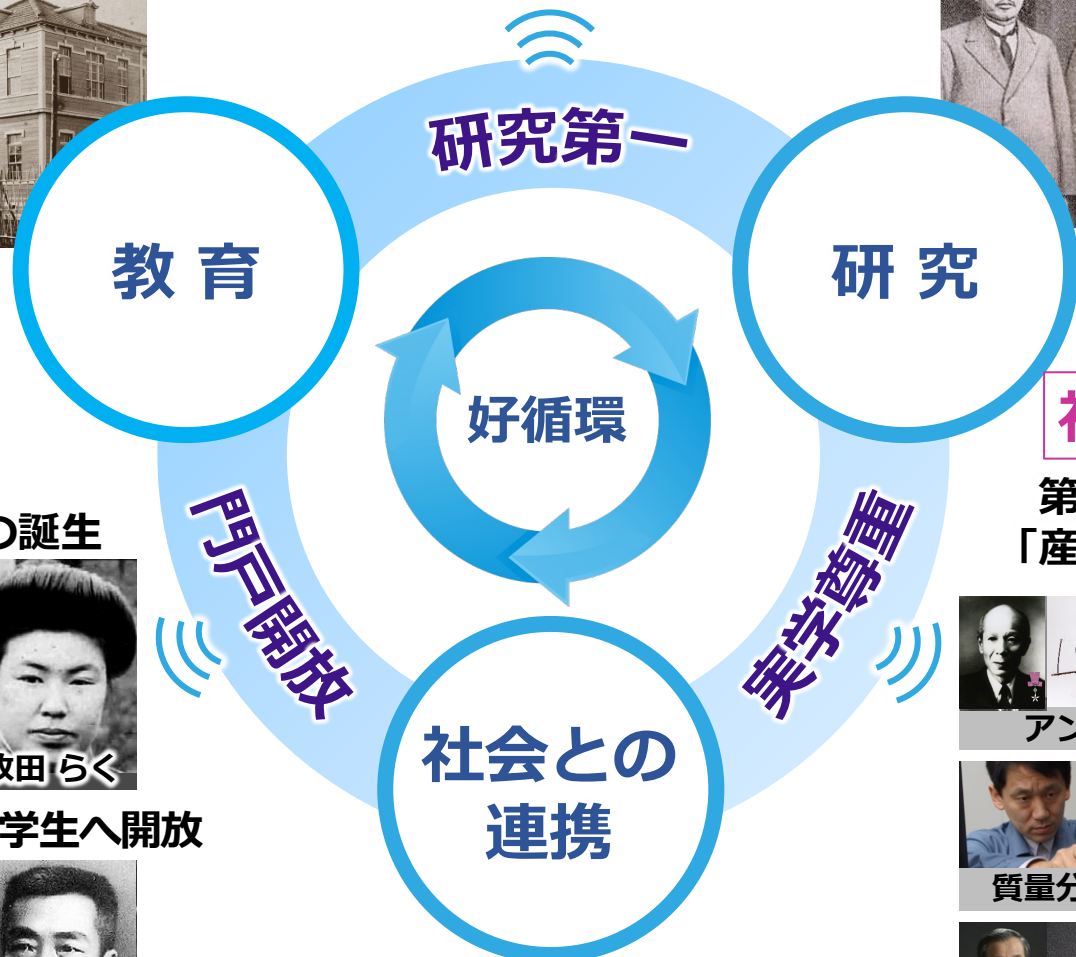 研究第一
教育
研究
好循環
門戸開放
実学尊重
社会との
連携
の誕生
牧田 らく
学生へ開放
第
「産
アン
質量分